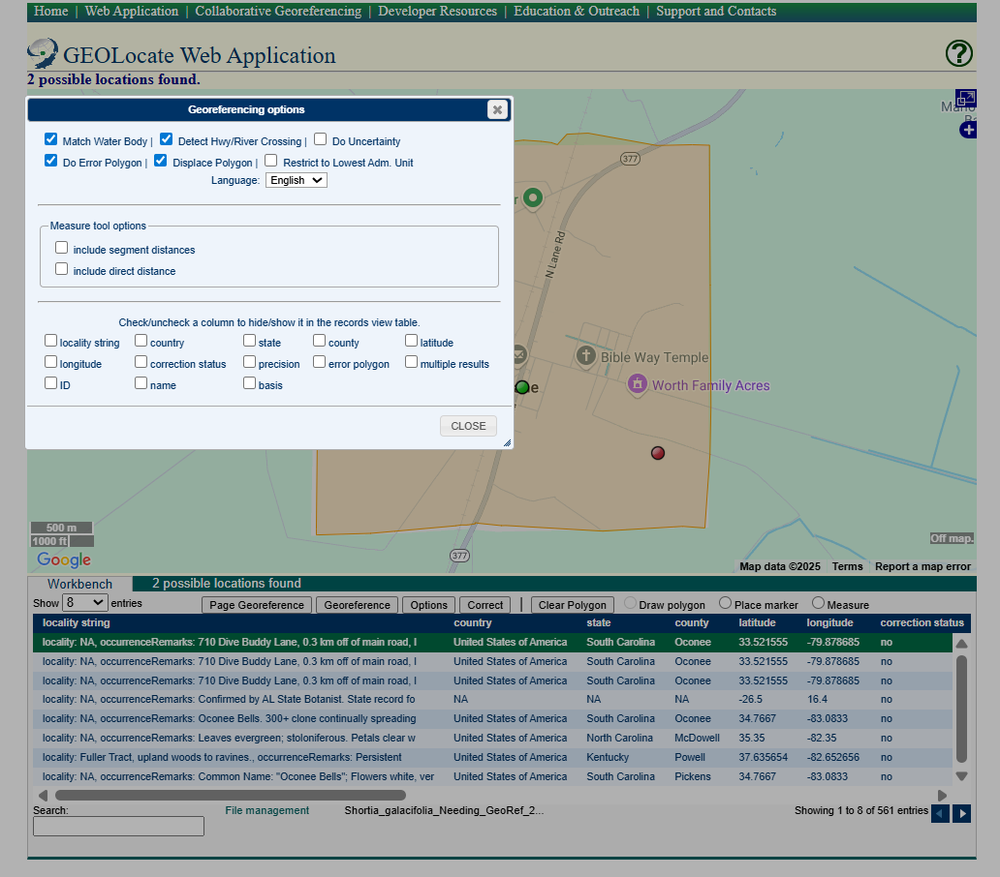 Home | Web Application | Collaborative Georeferencing | Developer Resources | Education & Outreach | Support and Contacts
GEOLocate Web Application
?
2 possible locations found.
Georeferencing options
Match Water Body | Detect Hwy/River Crossing | Do Uncertainty
Do Error Polygon | Displace Polygon | Restrict to Lowest Adm. Unit
Language: English
Measure tool options
include segment distances
include direct distance
Check/uncheck a column to hide/show it in the records view table.
locality string country state county latitude
longitude correction status precision error polygon multiple results
ID name basis
CLOSE
377
N Lane Rd
Bible Way Temple
Worth Family Acres
377
500 m
1000 ft
Google
Off map.
Map data ©2025 Terms Report a map error
Workbench 2 possible locations found
Show 8 entries Page Georeference Georeference Options Correct | Clear Polygon Draw polygon Place marker Measure
locality string country state county latitude longitude correction status
locality: NA, occurrenceRemarks: 710 Dive Buddy Lane, 0.3 km off of main road, l United States of America South Carolina Oconee 33.521555 -79.878685 no
locality: NA, occurrenceRemarks: 710 Dive Buddy Lane, 0.3 km off of main road, l United States of America South Carolina Oconee 33.521555 -79.878685 no
locality: NA, occurrenceRemarks: 710 Dive Buddy Lane, 0.3 km off of main road, l United States of America South Carolina Oconee 33.521555 -79.878685 no
locality: NA, occurrenceRemarks: Confirmed by AL State Botanist. State record fo NA NA NA -26.5 16.4 no
locality: NA, occurrenceRemarks: Oconee Bells. 300+ clone continually spreading United States of America South Carolina Oconee 34.7667 -83.0833 no
locality: NA, occurrenceRemarks: Leaves evergreen; stoloniferous. Petals clear w United States of America North Carolina McDowell 35.35 -82.35 no
locality: Fuller Tract, upland woods to ravines., occurrenceRemarks: Persistent United States of America Kentucky Powell 37.635654 -82.652656 no
locality: NA, occurrenceRemarks: Common Name: "Oconee Bells"; Flowers white, ver United States of America South Carolina Pickens 34.7667 -83.0833 no
Search: File management Shortia_galacifolia_Needing_GeoRef_2... Showing 1 to 8 of 561 entries